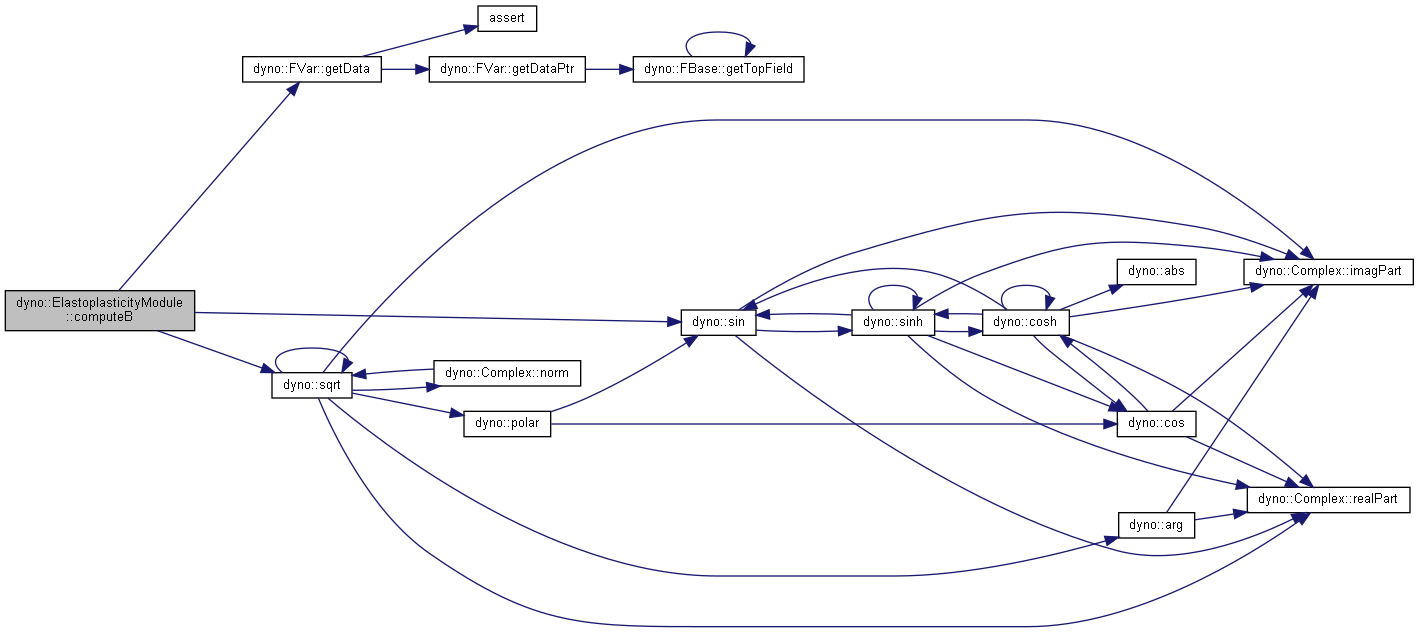 assert
dyno::FVar::getData
dyno::FVar::getDataPtr
dyno::FBase::getTopField
dyno::ElastoplasticityModule
::computeB
dyno::sin
dyno::sinh
dyno::cosh
dyno::abs
dyno::Complex::imagPart
dyno::sqrt
dyno::Complex::norm
dyno::polar
dyno::cos
dyno::arg
dyno::Complex::realPart